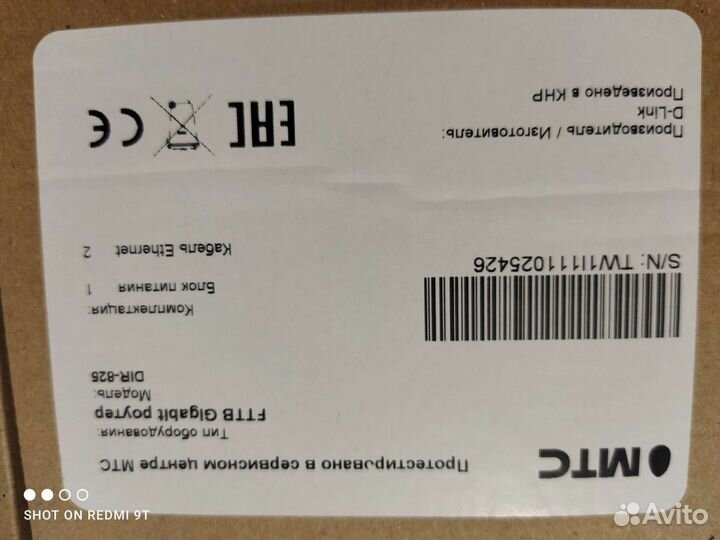 МТС
Протестировано в сервисном центре МТС
Тип оборудования:
FTTB Gigabit роутер
Модель:
DIR-825
Комплектация:
Блок питания 1
Кабель Ethernet 2
S/N: TW1I1111025426
Производитель / Изготовитель:
D-Link
Произведено в КНР
EAC
CE
SHOT ON REDMI 9T
Avito